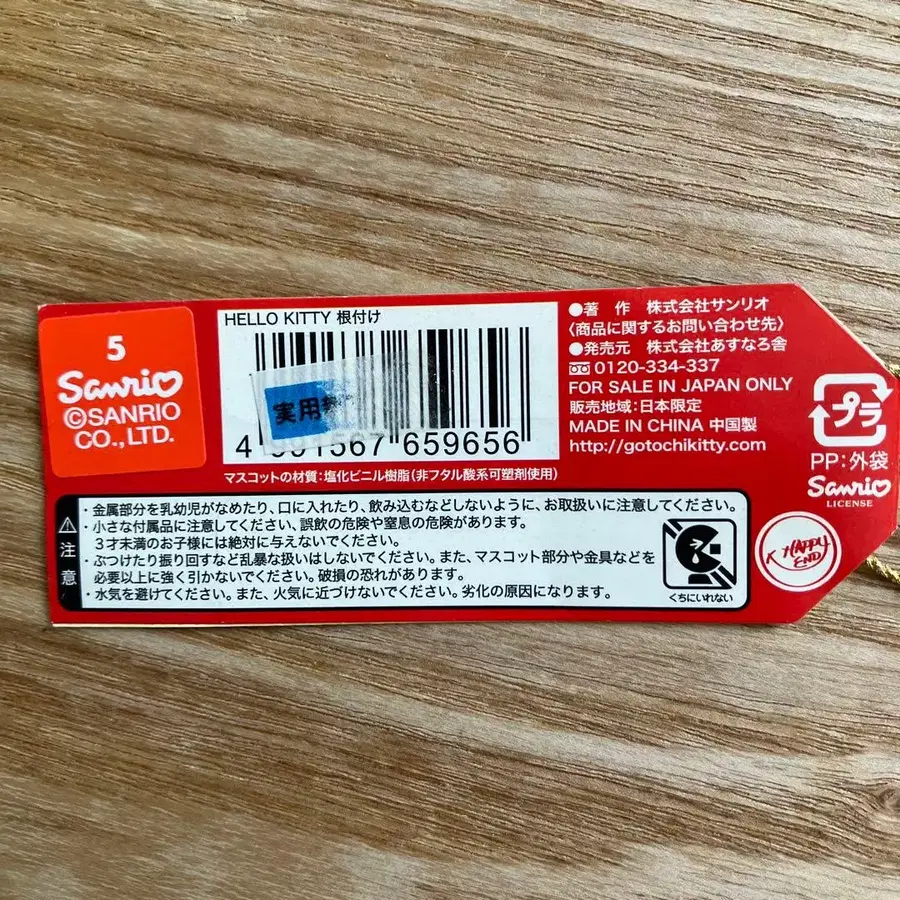 5
Sanrio
©SANRIO
CO.,LTD.
HELLO KITTY 根付け
実用
4 991567 659656
マスコットの材質:塩化ビニル樹脂(非フタル酸系可塑剤使用)
●著 作 株式会社サンリオ
〈商品に関するお問い合わせ先〉
●発売元 株式会社あすなろ舎
0120-334-337
FOR SALE IN JAPAN ONLY
販売地域:日本限定
MADE IN CHINA 中国製
http://gotochikitty.com
プラ
PP:外袋
Sanrio
LICENSE
HAPPY
END
注意
・金属部分を乳幼児がなめたり、口に入れたり、飲み込むなどしないように、お取扱いに注意してください。
・小さな付属品に注意してください、誤飲の危険や窒息の危険があります。
3才未満のお子様には絶対に与えないでください。
・ぶつけたり振り回すなど乱暴な扱いはしないでください。また、マスコット部分や金具などを
必要以上に強く引かないでください。破損の恐れがあります。
・水気を避けてください。また、火気に近づけないでください。劣化の原因になります。
くちにいれない